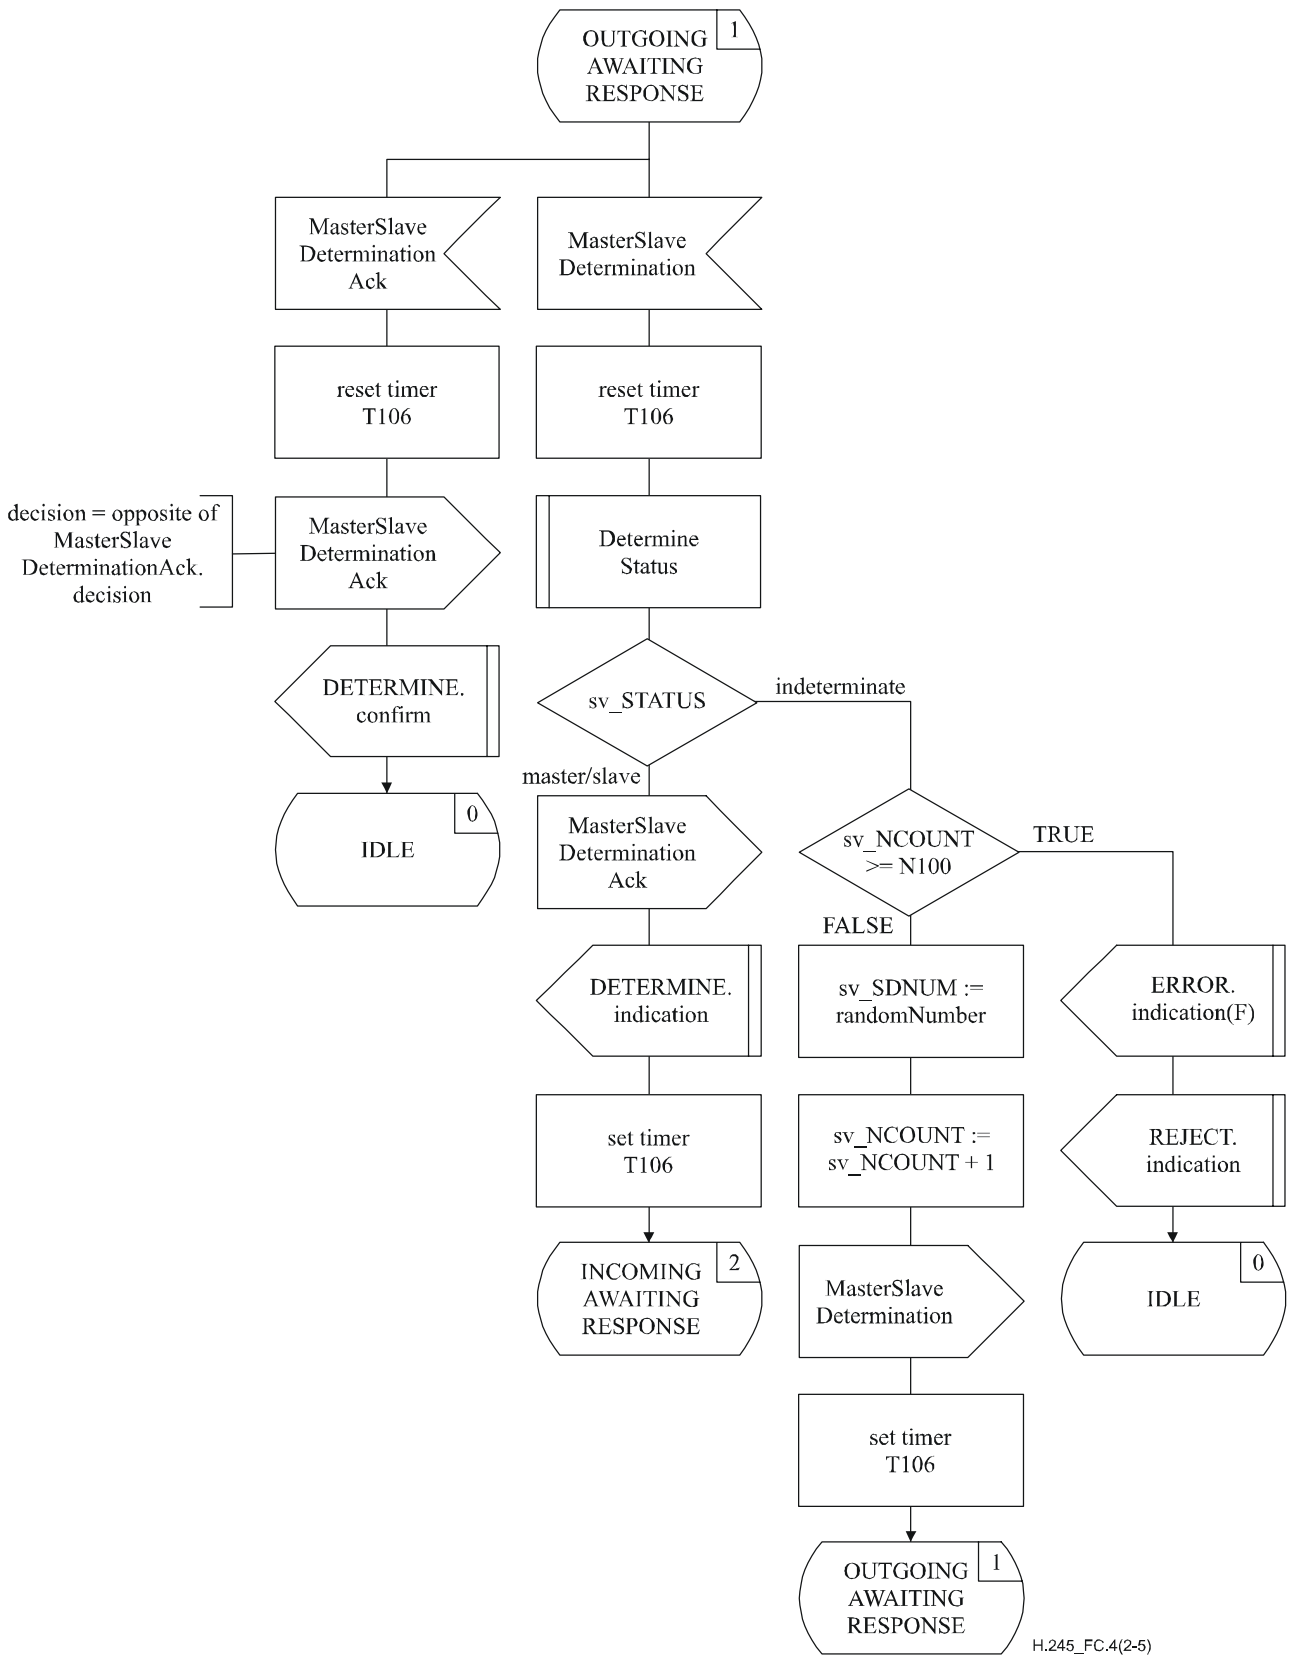 1
OUTGOING
AWAITING
RESPONSE
MasterSlave
Determination
Ack
MasterSlave
Determination
reset timer
T106
reset timer
T106
decision = opposite of
MasterSlave
DeterminationAck.
decision
MasterSlave
Determination
Ack
Determine
Status
DETERMINE.
confirm
sv_STATUS
indeterminate
master/slave
0
IDLE
MasterSlave
Determination
Ack
sv_NCOUNT
>= N100
TRUE
FALSE
DETERMINE.
indication
sv_SDNUM :=
randomNumber
ERROR.
indication(F)
set timer
T106
sv_NCOUNT :=
sv_NCOUNT + 1
REJECT.
indication
2
INCOMING
AWAITING
RESPONSE
MasterSlave
Determination
0
IDLE
set timer
T106
1
OUTGOING
AWAITING
RESPONSE
H.245_FC.4(2-5)